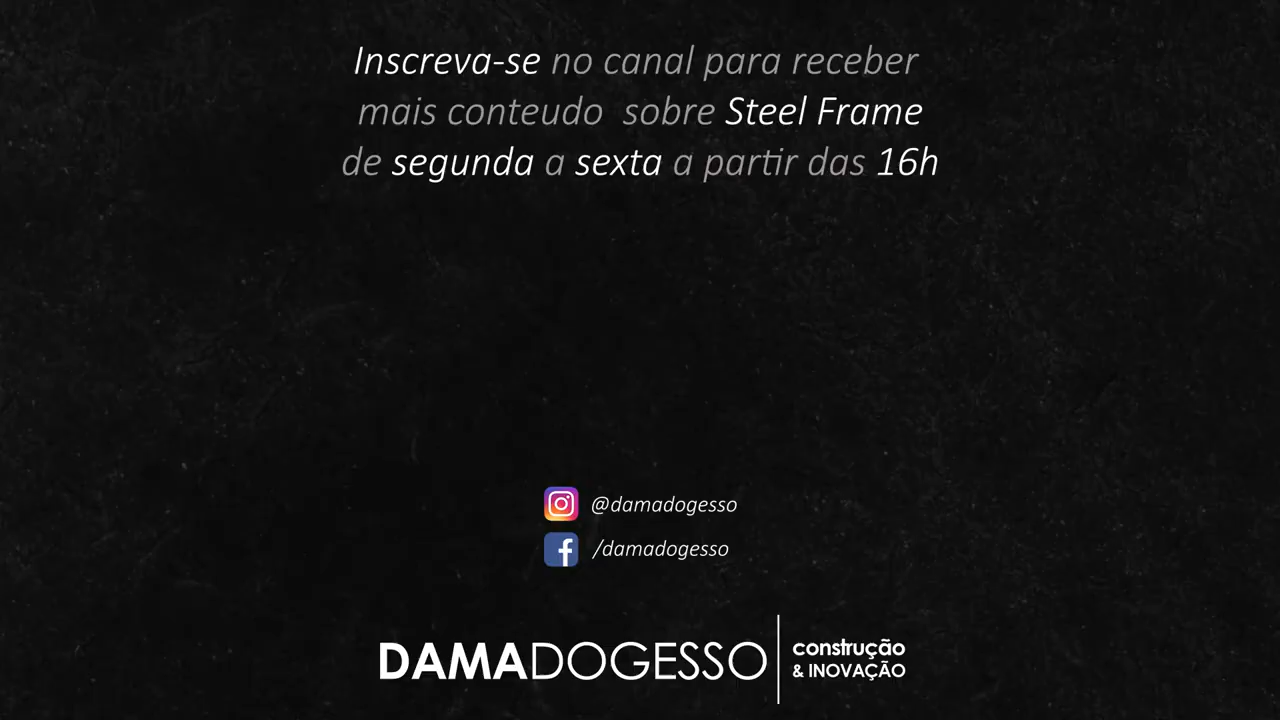 Inscreva-se no canal para receber
mais conteudo sobre Steel Frame
de segunda a sexta a partir das 16h
@damadogesso
/damadogesso
DAMADOGESSO
construção
& INOVAÇÃO